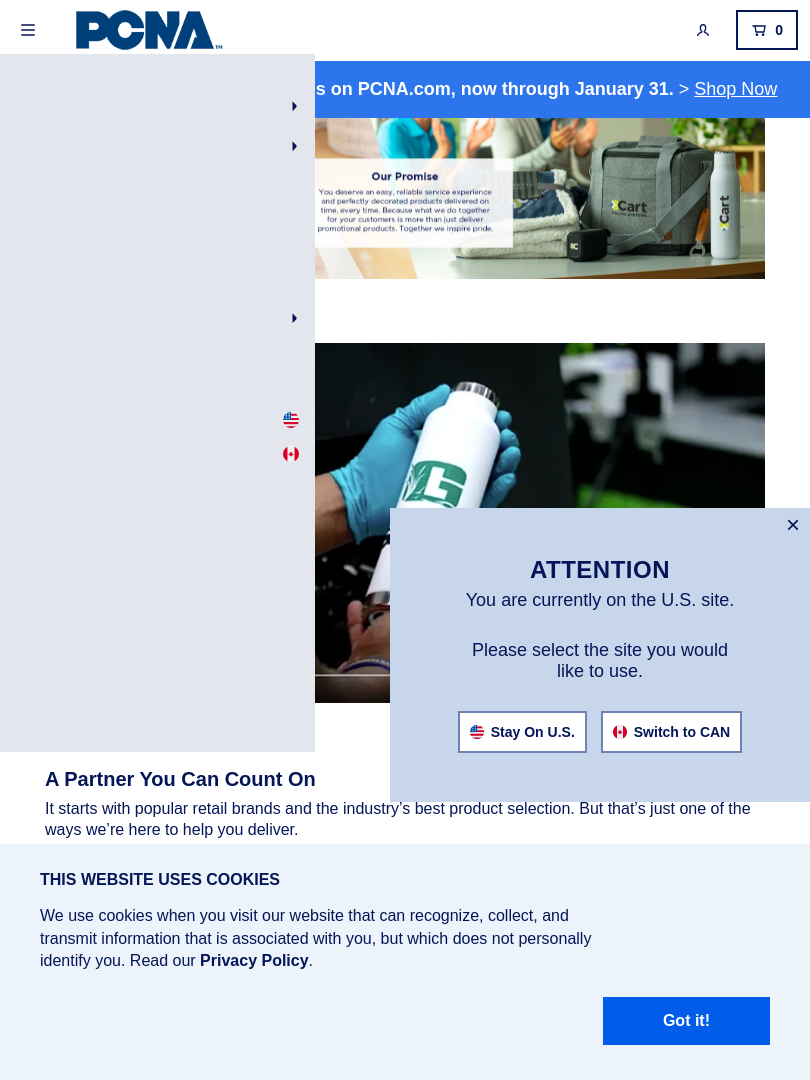 PCNA™
0
s on PCNA.com, now through January 31. > Shop Now
Our Promise
You deserve an easy, reliable service experience
and perfectly decorated products delivered on
time, every time. Because what we do together
for your customers is more than just deliver
promotional products. Together we inspire pride.
Cart
Cart
ATTENTION
You are currently on the U.S. site.
Please select the site you would
like to use.
Stay On U.S.
Switch to CAN
A Partner You Can Count On
It starts with popular retail brands and the industry’s best product selection. But that’s just one of the
ways we’re here to help you deliver.
THIS WEBSITE USES COOKIES
We use cookies when you visit our website that can recognize, collect, and
transmit information that is associated with you, but which does not personally
identify you. Read our Privacy Policy.
Got it!